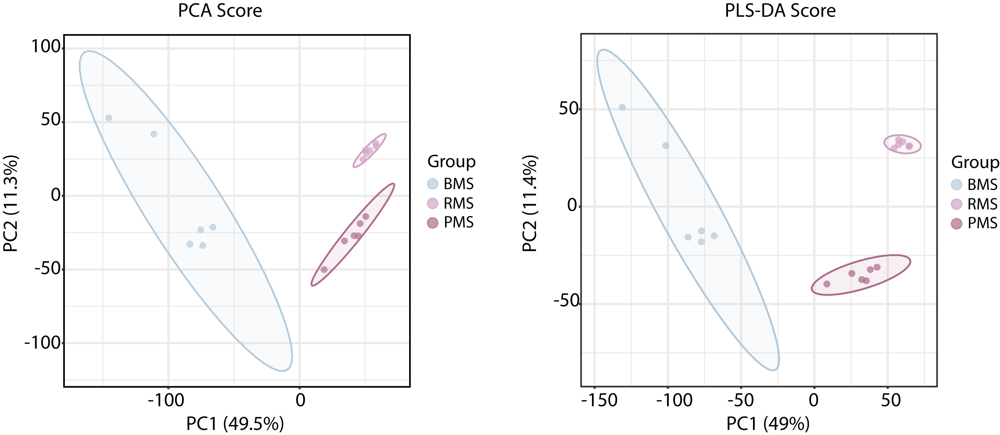 PCA Score
100
50
0
-50
-100
-100
0
PC2 (11.3%)
PC1 (49.5%)
Group
BMS
RMS
PMS
PLS-DA Score
50
0
-50
-150
-100
-50
0
50
PC2 (11.4%)
PC1 (49%)
Group
BMS
RMS
PMS